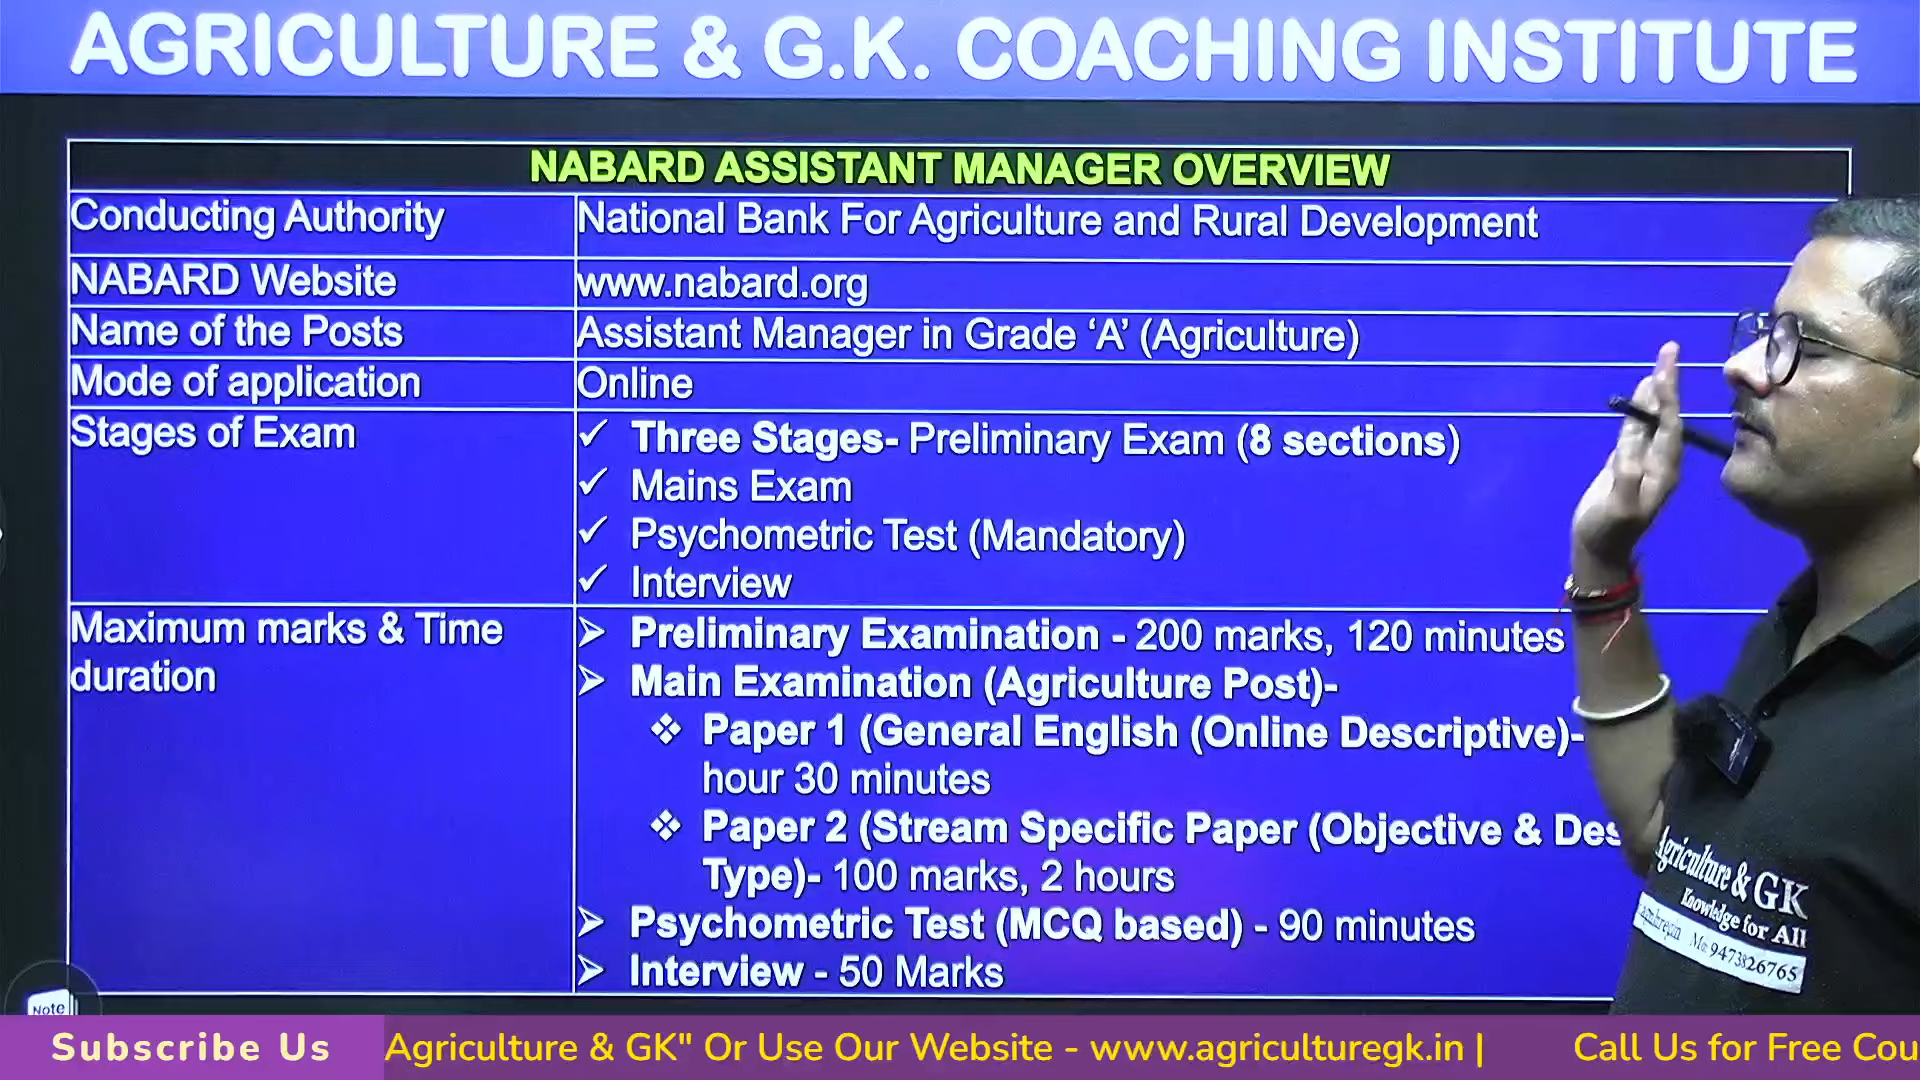 AGRICULTURE & G.K. COACHING INSTITUTE
NABARD ASSISTANT MANAGER OVERVIEW
Conducting Authority
National Bank For Agriculture and Rural Development
NABARD Website
www.nabard.org
Name of the Posts
Assistant Manager in Grade ‘A’ (Agriculture)
Mode of application
Online
Stages of Exam
✓ Three Stages- Preliminary Exam (8 sections)
✓ Mains Exam
✓ Psychometric Test (Mandatory)
✓ Interview
Maximum marks & Time
duration
➢ Preliminary Examination - 200 marks, 120 minutes
➢ Main Examination (Agriculture Post)-
❖ Paper 1 (General English (Online Descriptive)-
hour 30 minutes
❖ Paper 2 (Stream Specific Paper (Objective & Des
Type)- 100 marks, 2 hours
➢ Psychometric Test (MCQ based) - 90 minutes
➢ Interview - 50 Marks
Agriculture & GK
Knowledge for All
Mo: 9473826765
Note
Subscribe Us
Agriculture & GK" Or Use Our Website - www.agriculturegk.in |
Call Us for Free Cou